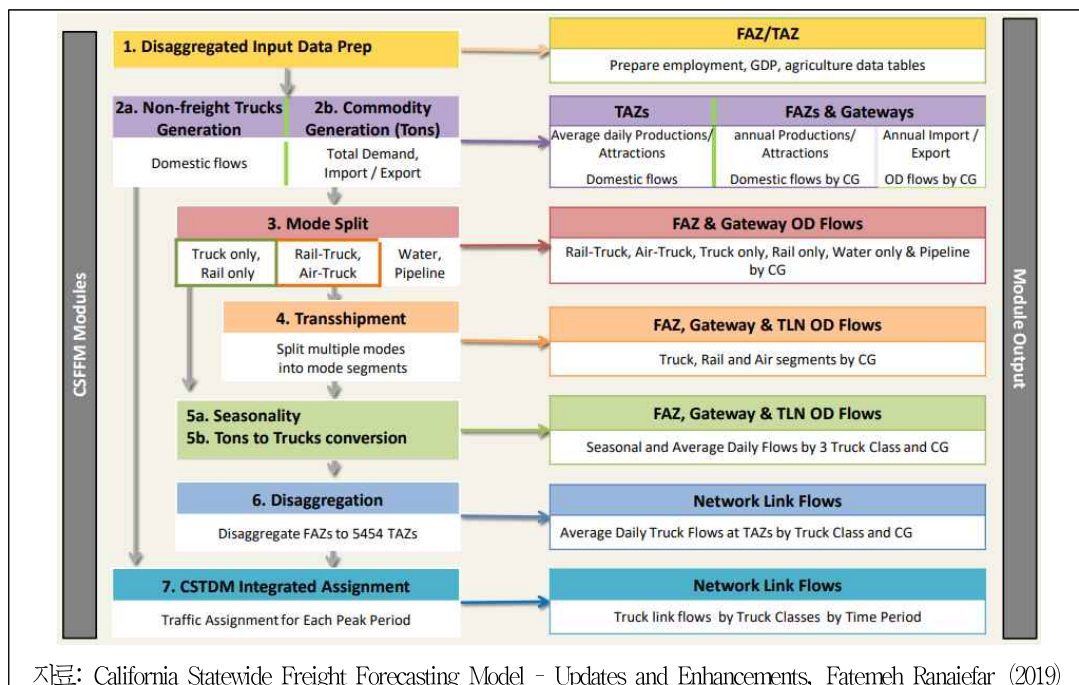 CSFFM Modules
1. Disaggregated Input Data Prep
FAZ/TAZ
Prepare employment, GDP, agriculture data tables
2a. Non-freight Trucks
Generation
Domestic flows
2b. Commodity
Generation (Tons)
Total Demand,
Import / Export
TAZs
Average daily Productions/
Attractions
Domestic flows
FAZs & Gateways
annual Productions/
Attractions
Domestic flows by CG
Annual Import /
Export
OD flows by CG
3. Mode Split
Truck only,
Rail only
Rail-Truck,
Air-Truck
Water,
Pipeline
FAZ & Gateway OD Flows
Rail-Truck, Air-Truck, Truck only, Rail only, Water only & Pipeline
by CG
4. Transshipment
Split multiple modes
into mode segments
FAZ, Gateway & TLN OD Flows
Truck, Rail and Air segments by CG
5a. Seasonality
5b. Tons to Trucks conversion
FAZ, Gateway & TLN OD Flows
Seasonal and Average Daily Flows by 3 Truck Class and CG
6. Disaggregation
Disaggregate FAZs to 5454 TAZs
Network Link Flows
Average Daily Truck Flows at TAZs by Truck Class and CG
7. CSTDM Integrated Assignment
Traffic Assignment for Each Peak Period
Network Link Flows
Truck link flows by Truck Classes by Time Period
Module Output
자료: California Statewide Freight Forecasting Model - Updates and Enhancements, Fatemeh Ranaiefar (2019)